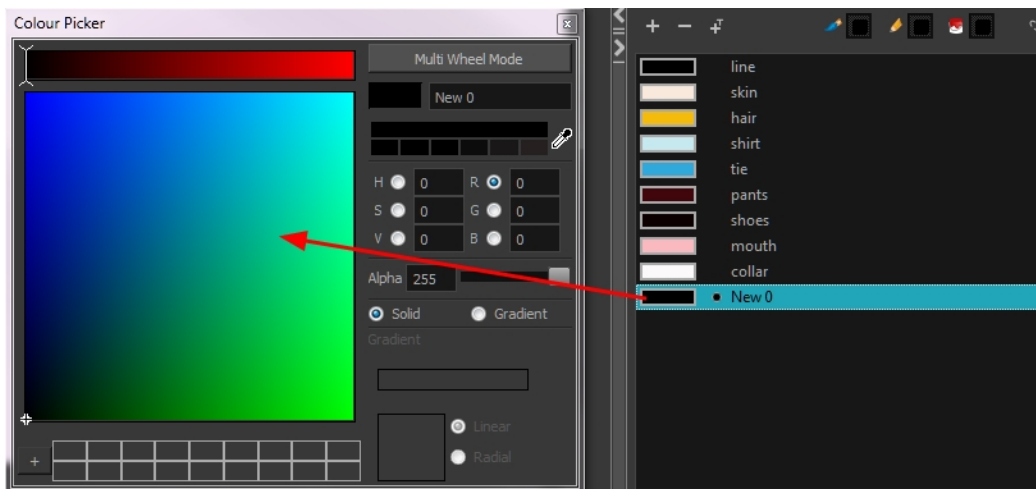 Colour Picker
Multi Wheel Mode
New 0
H 0 R 0
S 0 G 0
V 0 B 0
Alpha 255
Solid Gradient
Gradient
Linear
Radial
line
skin
hair
shirt
tie
pants
shoes
mouth
collar
New 0